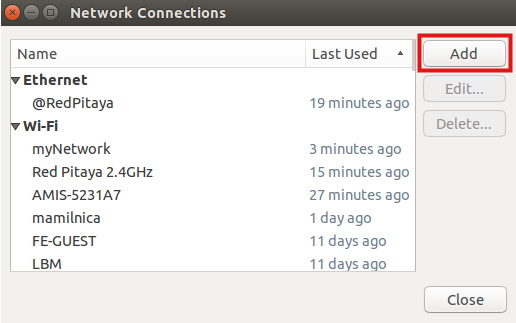 Network Connections
Name Last Used
Add
Ethernet
@RedPitaya 19 minutes ago
Edit...
Wi-Fi
Delete...
myNetwork 3 minutes ago
Red Pitaya 2.4GHz 15 minutes ago
AMIS-5231A7 27 minutes ago
mamilnica 1 day ago
FE-GUEST 11 days ago
LBM 11 days ago
Close